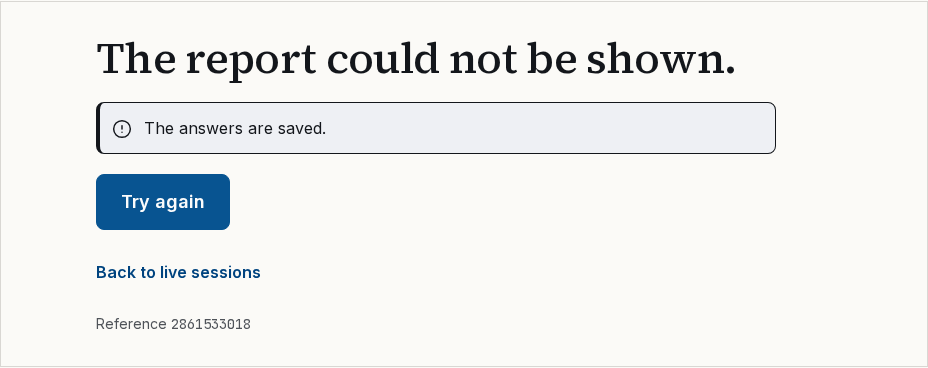 The report could not be shown.
The answers are saved.
Try again
Back to live sessions
Reference 2861533018